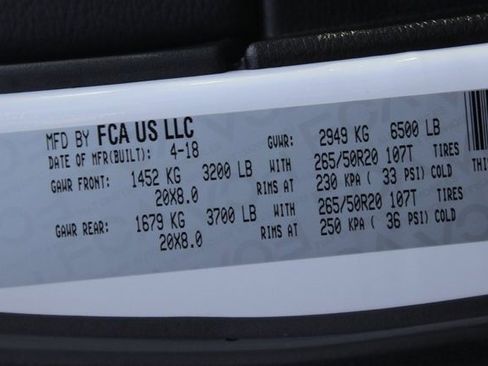 MFD BY FCA US LLC
DATE OF MFR(BUILT): 4-18 GVWR: 2949 KG 6500 LB
GAWR FRONT: 1452 KG 3200 LB WITH 265/50R20 107T TIRES
20X8.0 RIMS AT 230 KPA ( 33 PSI) COLD
GAWR REAR: 1679 KG 3700 LB WITH 265/50R20 107T TIRES
20X8.0 RIMS AT 250 KPA ( 36 PSI) COLD